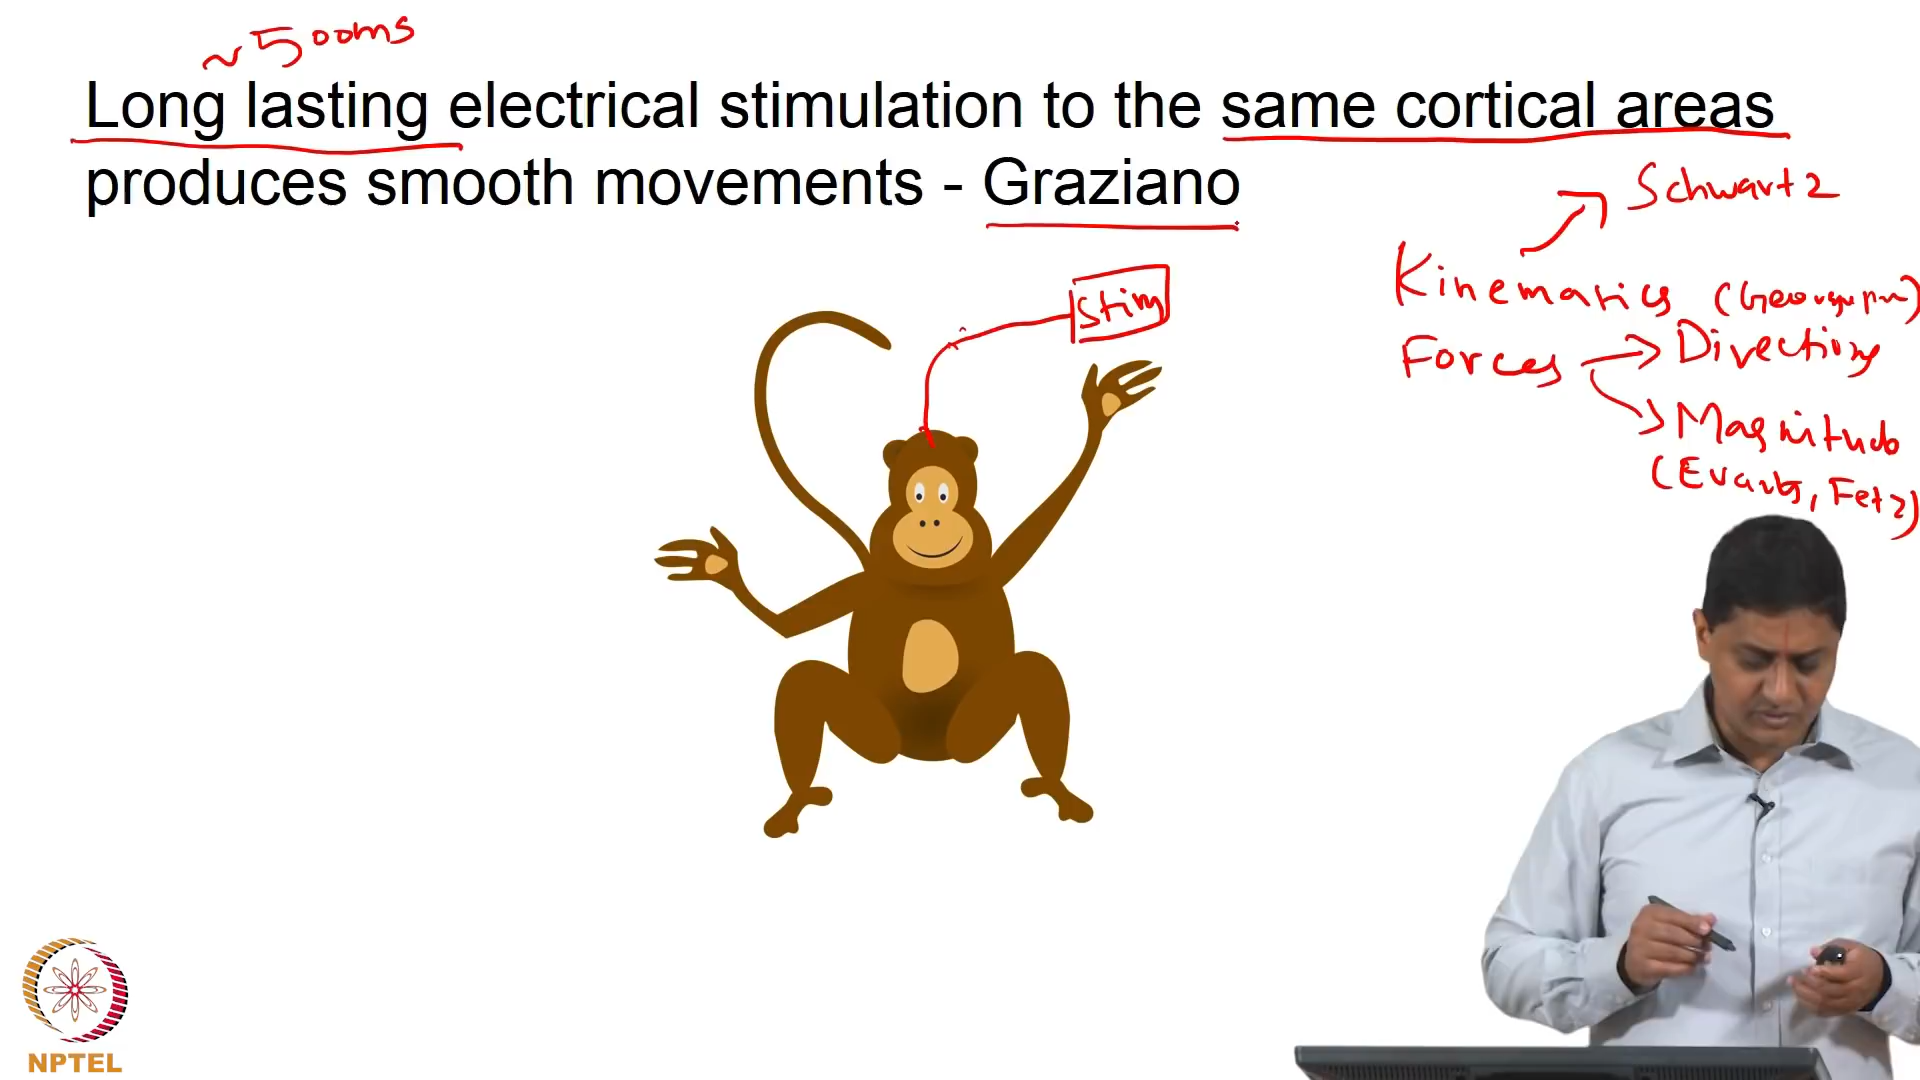 ~500ms
Long lasting electrical stimulation to the same cortical areas
produces smooth movements - Graziano
Schwartz
Kinematics
Forces → Directions
Stim
Magnitude
(Evarts, Fetz)
NPTEL